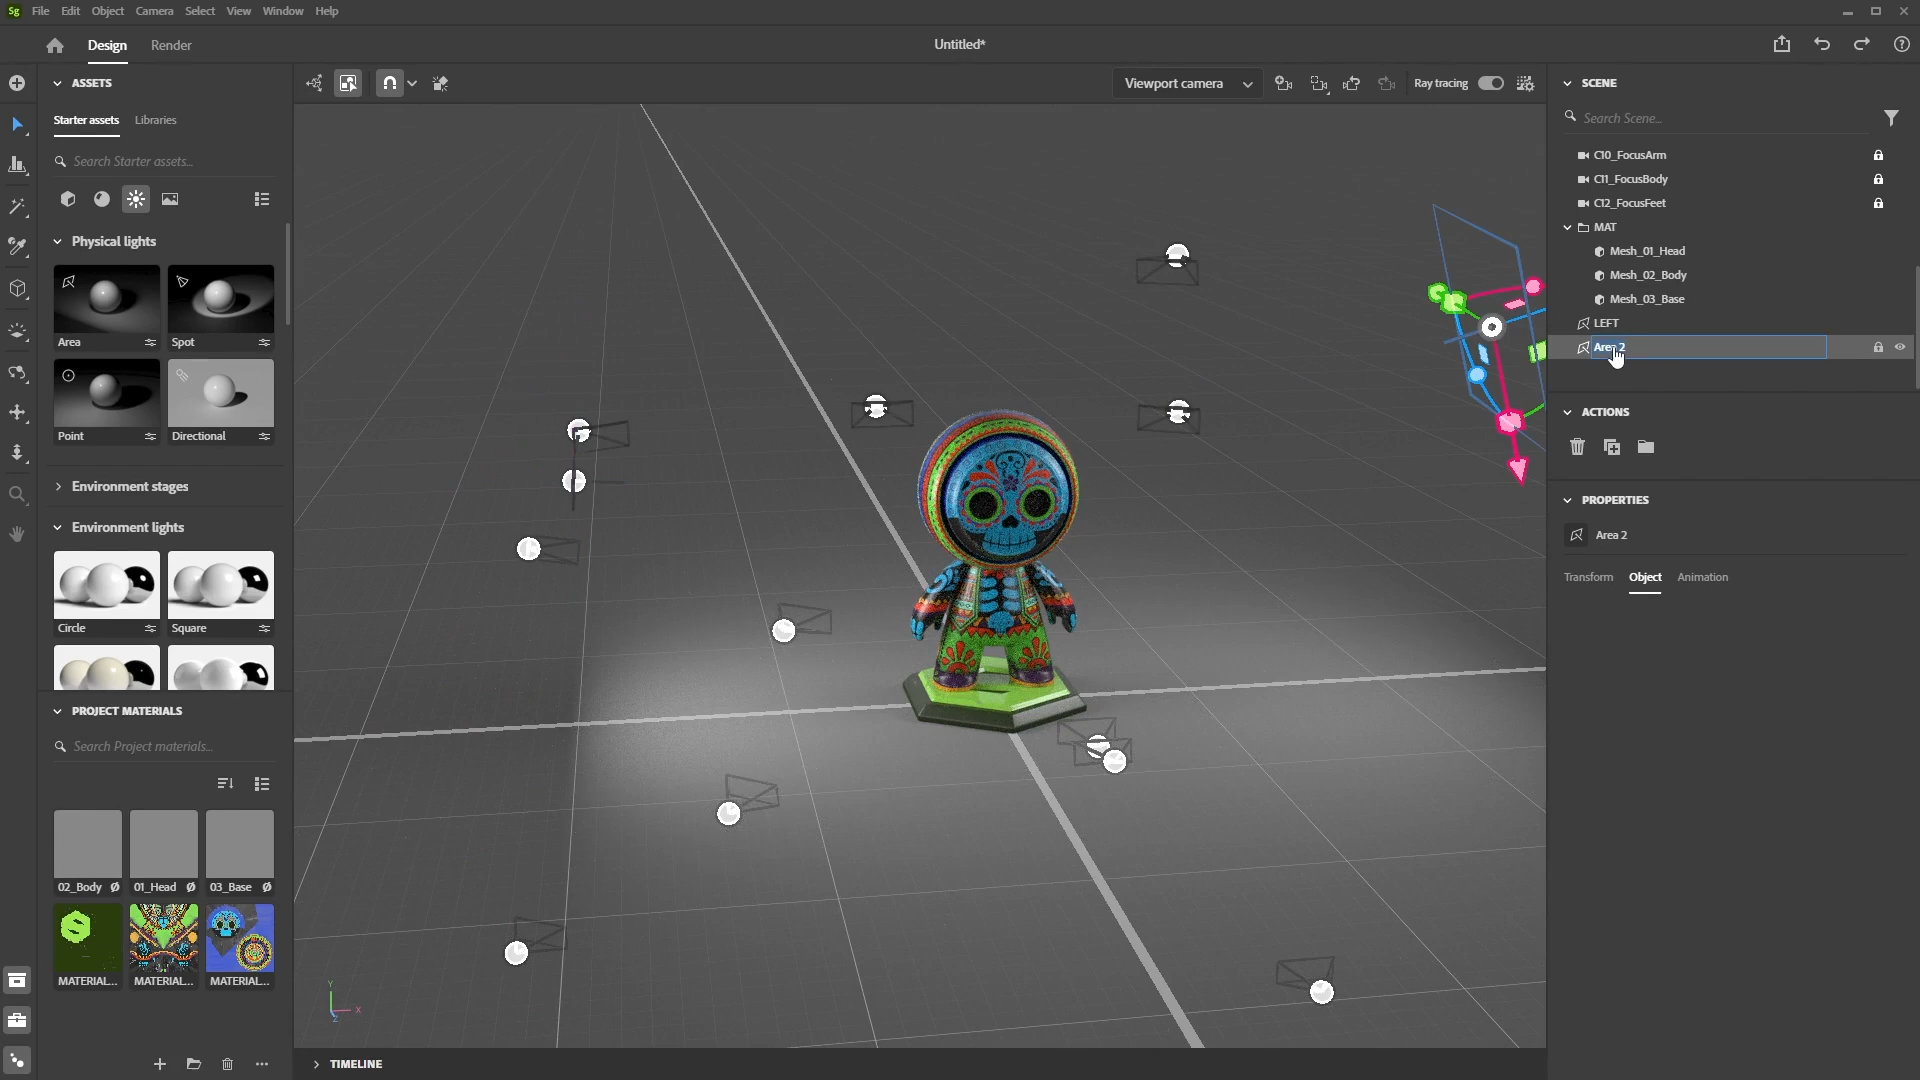 Sg File Edit Object Camera Select View Window Help
Design Render
Untitled*
ASSETS
Starter assets Libraries
Search Starter assets...
Physical lights
Area Spot
Point Directional
Environment stages
Environment lights
Circle Square
PROJECT MATERIALS
Search Project materials...
02_Body 01_Head 03_Base
MATERIAL... MATERIAL... MATERIAL...
Viewport camera
Ray tracing
Y
X
Z
TIMELINE
SCENE
Search Scene...
C10_FocusArm
C11_FocusBody
C12_FocusFeet
MAT
Mesh_01_Head
Mesh_02_Body
Mesh_03_Base
LEFT
Area 2
ACTIONS
PROPERTIES
Area 2
Transform Object Animation